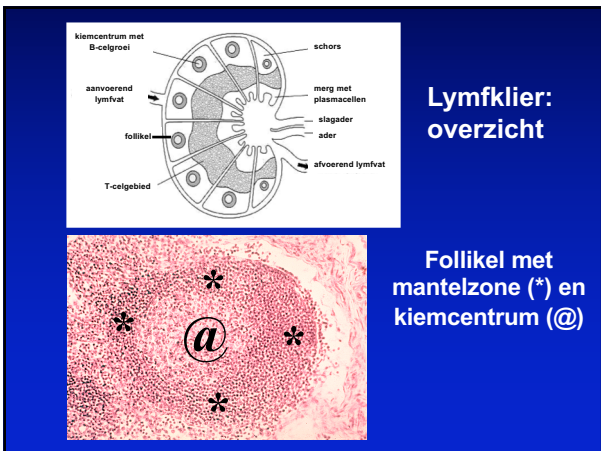 kiemcentrum met
B-celgroei
schors
aanvoerend
lymfvat
merg met
plasmacellen
slagader
ader
follikel
afvoerend lymfvat
T-celgebied
Lymfklier:
overzicht
*
*
@
*
*
Follikel met
mantelzone (*) en
kiemcentrum (@)